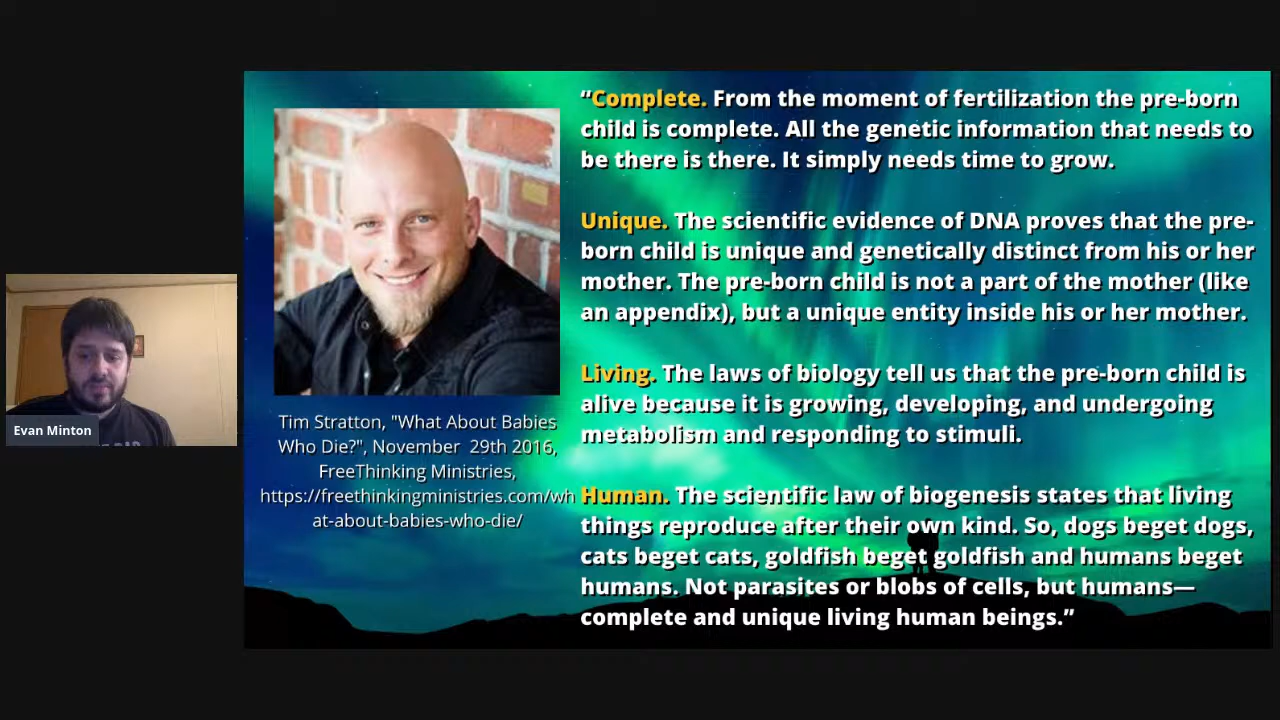 "Complete. From the moment of fertilization the pre-born
child is complete. All the genetic information that needs to
be there is there. It simply needs time to grow.
Unique. The scientific evidence of DNA proves that the pre-
born child is unique and genetically distinct from his or her
mother. The pre-born child is not a part of the mother (like
an appendix), but a unique entity inside his or her mother.
Living. The laws of biology tell us that the pre-born child is
alive because it is growing, developing, and undergoing
metabolism and responding to stimuli.
Human. The scientific law of biogenesis states that living
things reproduce after their own kind. So, dogs beget dogs,
cats beget cats, goldfish beget goldfish and humans beget
humans. Not parasites or blobs of cells, but humans—
complete and unique living human beings."
Tim Stratton, "What About Babies
Who Die?", November 29th 2016,
FreeThinking Ministries,
https://freethinkingministries.com/wh
at-about-babies-who-die/
Evan Minton